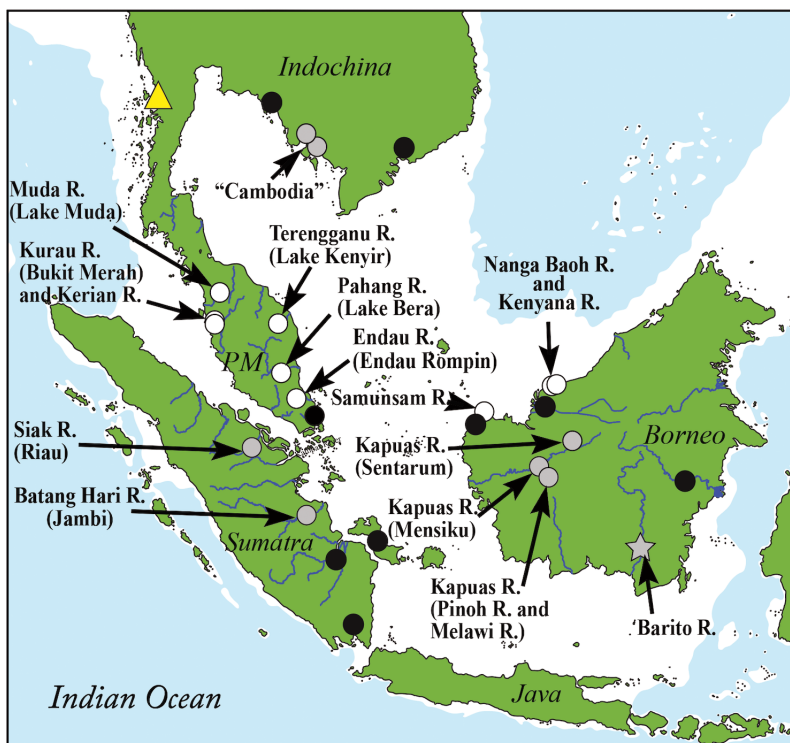 Indochina
"Cambodia"
Muda R.
(Lake Muda)
Kurau R.
(Bukit Merah)
and Kerian R.
Terengganu R.
(Lake Kenyir)
Pahang R.
(Lake Bera)
Endau R.
(Endau Rompin)
PM
Nanga Baoh R.
and
Kenyana R.
Samunsam R.
Siak R.
(Riau)
Kapuas R.
(Sentarum)
Borneo
Batang Hari R.
(Jambi)
Kapuas R.
(Mensiku)
Sumatra
Kapuas R.
(Pinoh R. and
Melawi R.)
Barito R.
Indian Ocean
Java